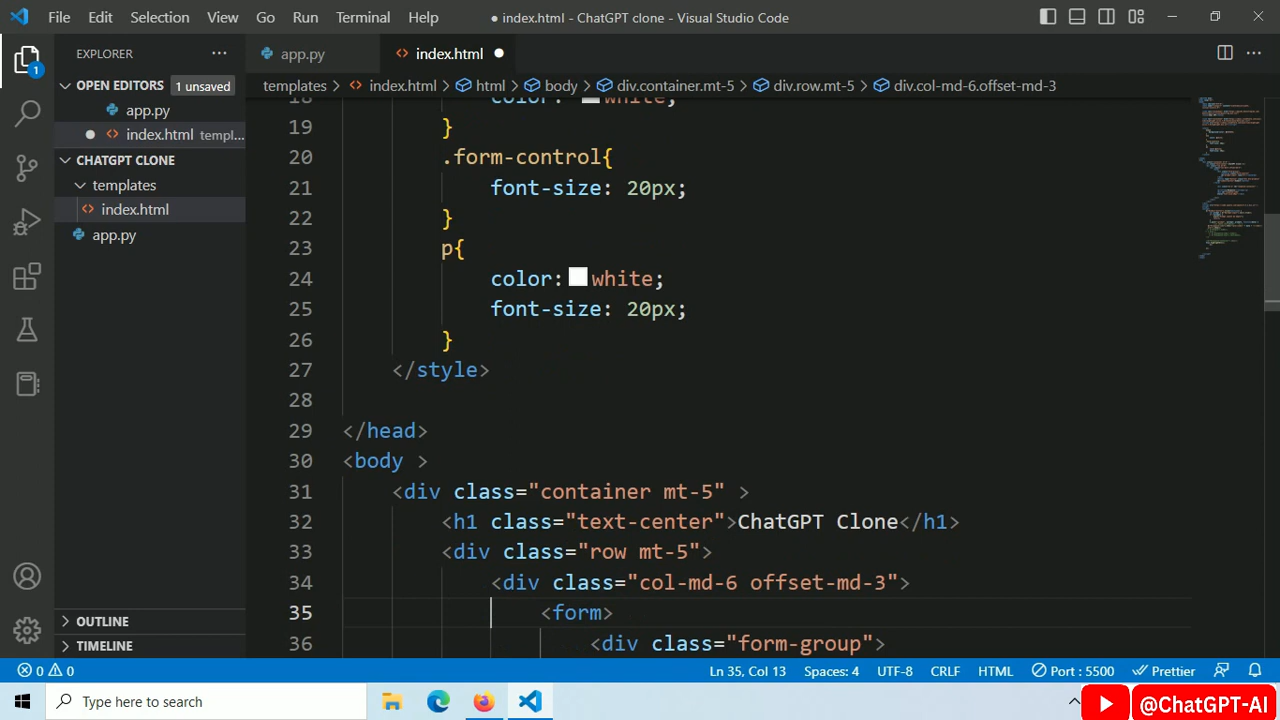 File Edit Selection View Go Run Terminal Help
index.html - ChatGPT clone - Visual Studio Code
EXPLORER
app.py
index.html
OPEN EDITORS 1 unsaved
templates index.html html body div.container.mt-5 div.row.mt-5 div.col-md-6.offset-md-3
app.py
index.html templ...
CHATGPT CLONE
templates
index.html
app.py
1
18 color: white;
19 }
20 .form-control{
21 font-size: 20px;
22 }
23 p{
24 color: white;
25 font-size: 20px;
26 }
27 </style>
28
29 </head>
30 <body >
31 <div class="container mt-5" >
32 <h1 class="text-center">ChatGPT Clone</h1>
33 <div class="row mt-5">
34 <div class="col-md-6 offset-md-3">
35 <form>
36 <div class="form-group">
OUTLINE
TIMELINE
0 0 Ln 35, Col 13 Spaces: 4 UTF-8 CRLF HTML Port : 5500 Prettier
Type here to search
@ChatGPT-AI